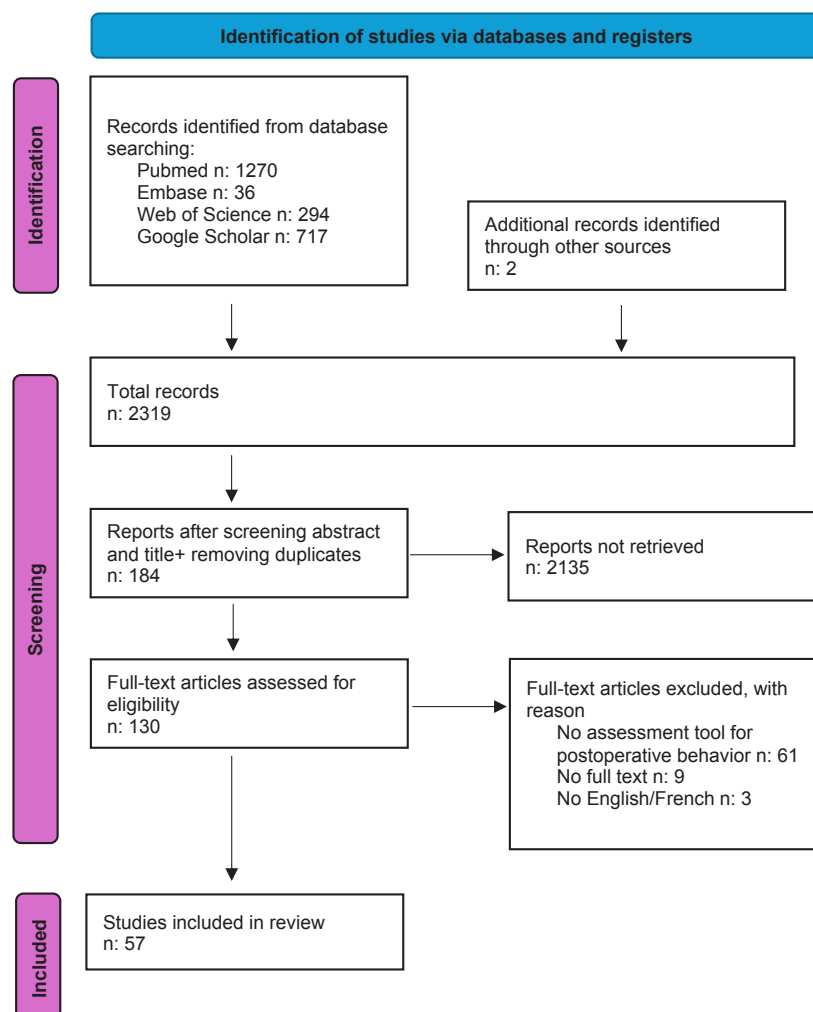 Identification of studies via databases and registers
Identification
Records identified from database
searching:
Pubmed n: 1270
Embase n: 36
Web of Science n: 294
Google Scholar n: 717
Additional records identified
through other sources
n: 2
Screening
Total records
n: 2319
Reports after screening abstract
and title+ removing duplicates
n: 184
Reports not retrieved
n: 2135
Full-text articles assessed for
eligibility
n: 130
Full-text articles excluded, with
reason
No assessment tool for
postoperative behavior n: 61
No full text n: 9
No English/French n: 3
Included
Studies included in review
n: 57